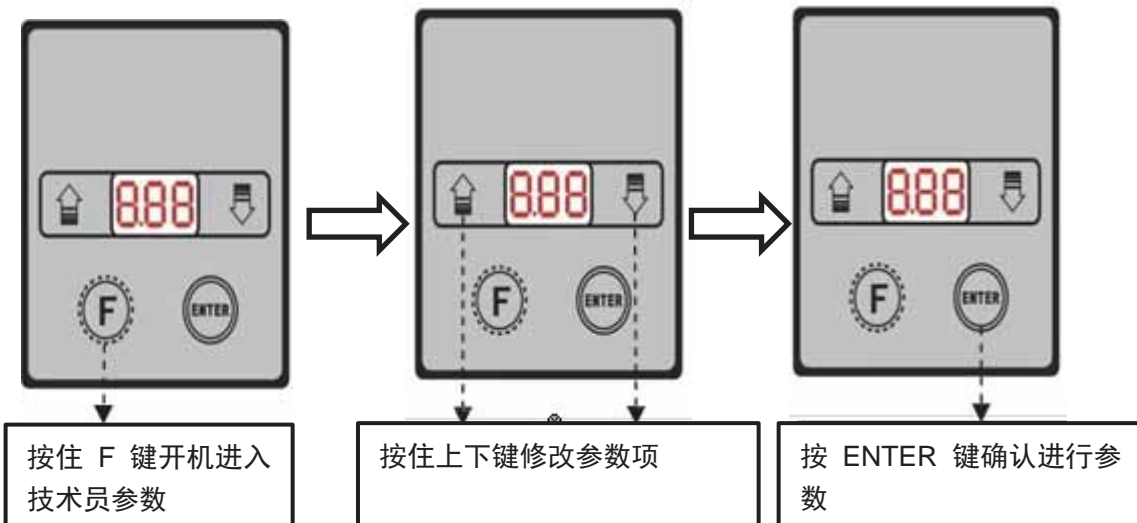 8.88
F
ENTER
8.88
F
ENTER
8.88
F
ENTER
按住 F 键开机进入
技术员参数
按住上下键修改参数项
按 ENTER 键确认进行参
数